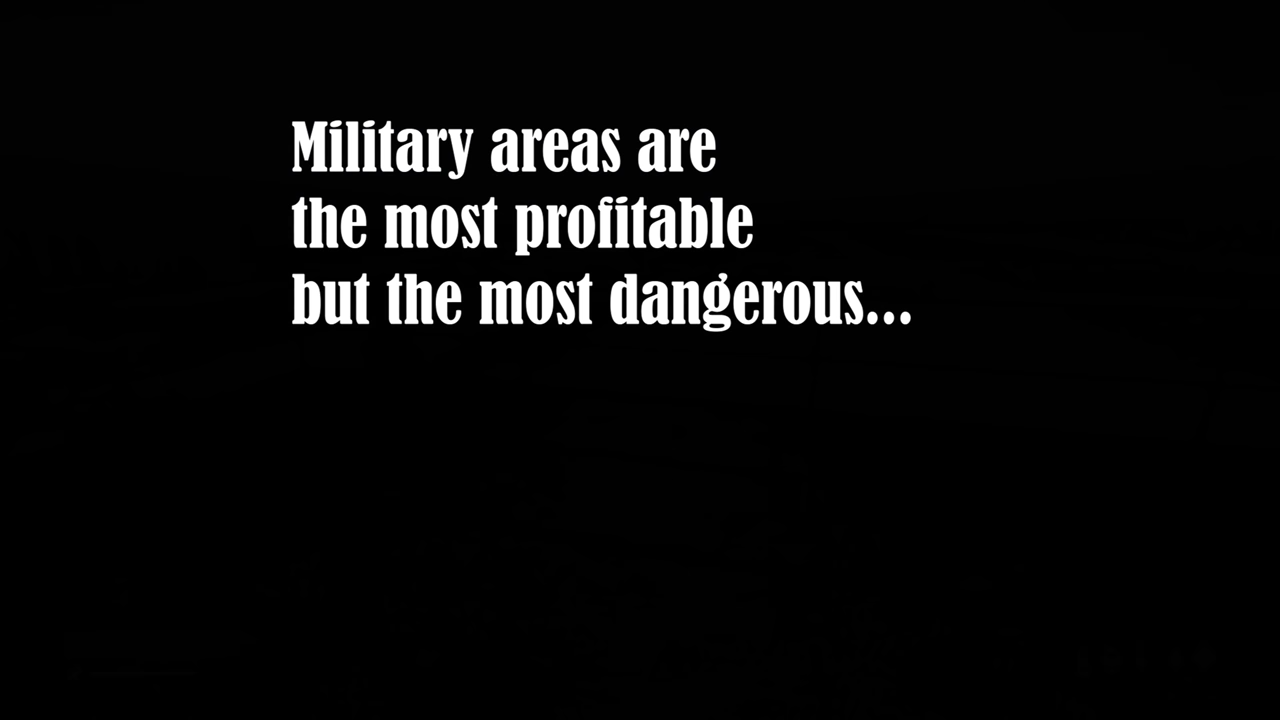 Military areas are
the most profitable
but the most dangerous...